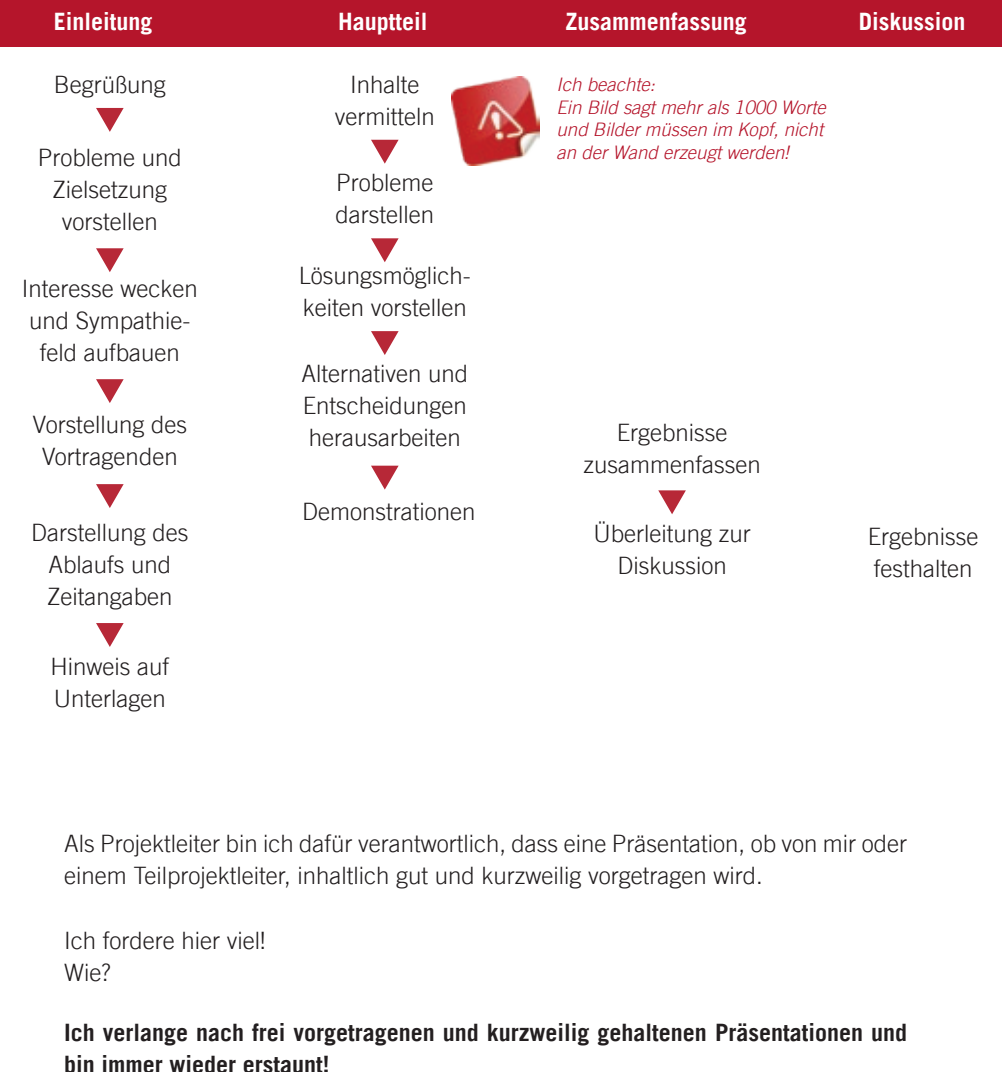 Einleitung
Hauptteil
Zusammenfassung
Diskussion
Begrüßung
Probleme und
Zielsetzung
vorstellen
Interesse wecken
und Sympathie-
feld aufbauen
Vorstellung des
Vortragenden
Darstellung des
Ablaufs und
Zeitangaben
Hinweis auf
Unterlagen
Inhalte
vermitteln
Probleme
darstellen
Lösungsmöglich-
keiten vorstellen
Alternativen und
Entscheidungen
herausarbeiten
Demonstrationen
Ich beachte:
Ein Bild sagt mehr als 1000 Worte
und Bilder müssen im Kopf, nicht
an der Wand erzeugt werden!
Ergebnisse
zusammenfassen
Überleitung zur
Diskussion
Ergebnisse
festhalten
Als Projektleiter bin ich dafür verantwortlich, dass eine Präsentation, ob von mir oder
einem Teilprojektleiter, inhaltlich gut und kurzweilig vorgetragen wird.
Ich fordere hier viel!
Wie?
Ich verlange nach frei vorgetragenen und kurzweilig gehaltenen Präsentationen und
bin immer wieder erstaunt!